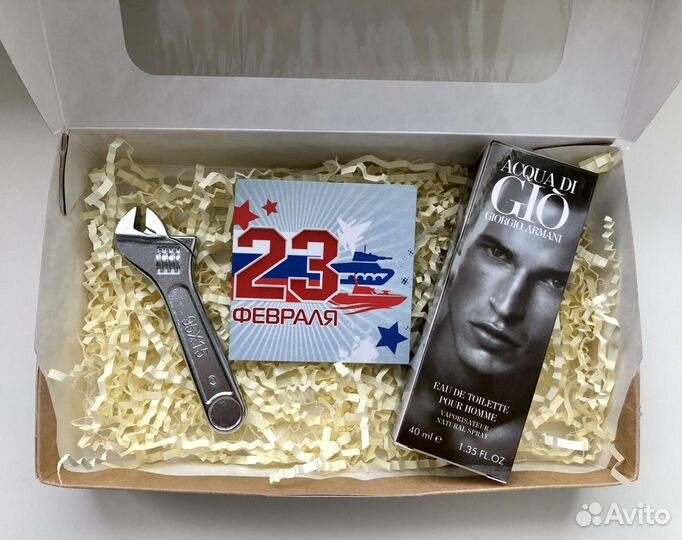 95X15
23
ФЕВРАЛЯ
ACQUA DI
GIÒ
GIORGIO ARMANI
EAU DE TOILETTE
POUR HOMME
VAPORISATEUR
NATURAL SPRAY
40 ml e 1.35 FL.OZ
Avito